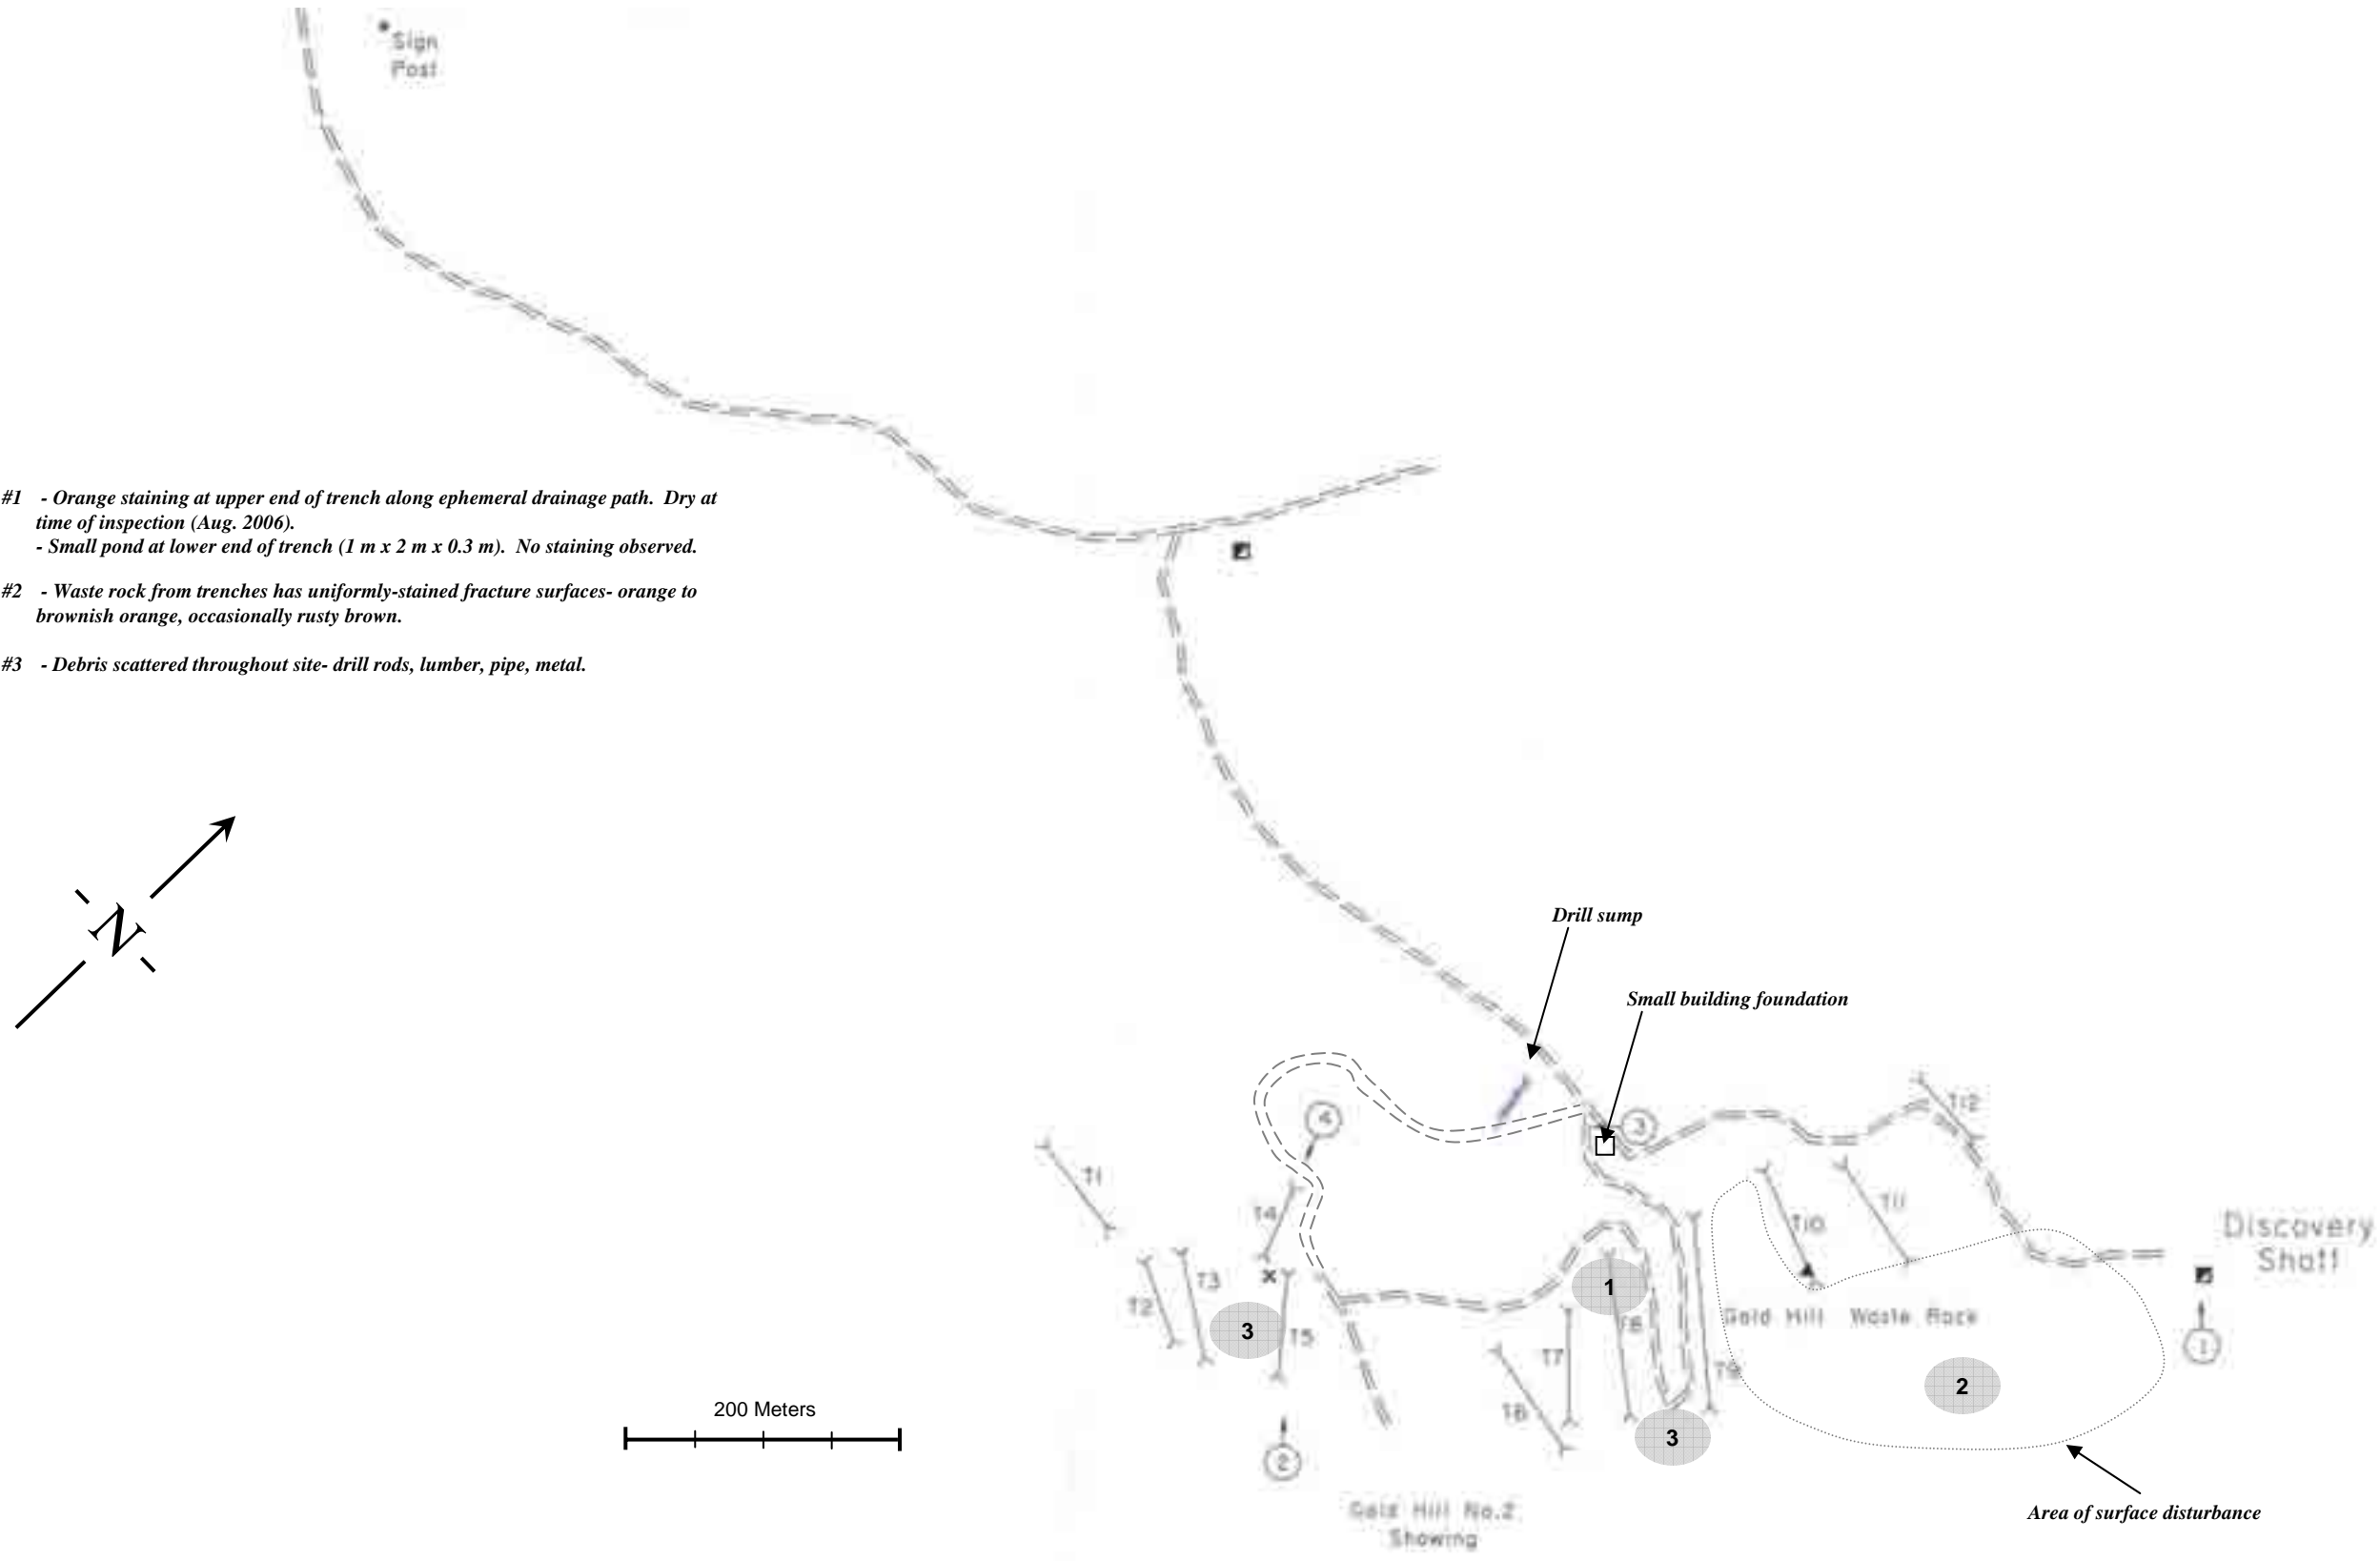 Sign
Post
#1 - Orange staining at upper end of trench along ephemeral drainage path. Dry at
time of inspection (Aug. 2006).
- Small pond at lower end of trench (1 m x 2 m x 0.3 m). No staining observed.
#2 - Waste rock from trenches has uniformly-stained fracture surfaces- orange to
brownish orange, occasionally rusty brown.
#3 - Debris scattered throughout site- drill rods, lumber, pipe, metal.
N
Drill sump
Small building foundation
4
3
T12
T1
T4
T10
T11
Discovery
Shaft
T3
T2
3
T5
1
T7
T9
Gold Hill Waste Rock
1
2
200 Meters
3
2
Gold Hill No.2
Showing
Area of surface disturbance